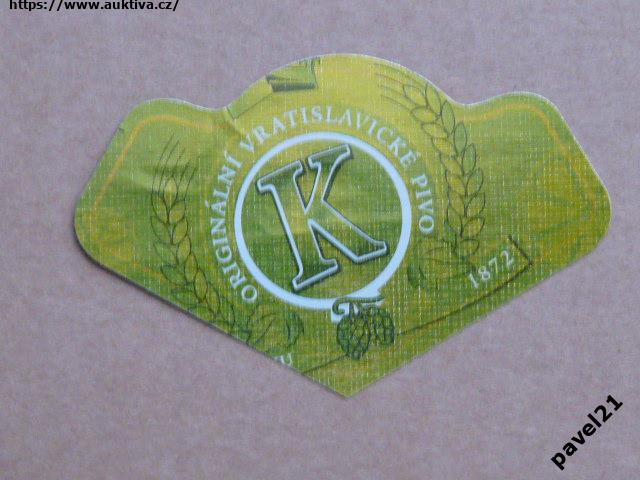 https://www.auktiva.cz/
ORIGINÁLNÍ VRATISLAVICKÉ PIVO
K
1872
pavel21